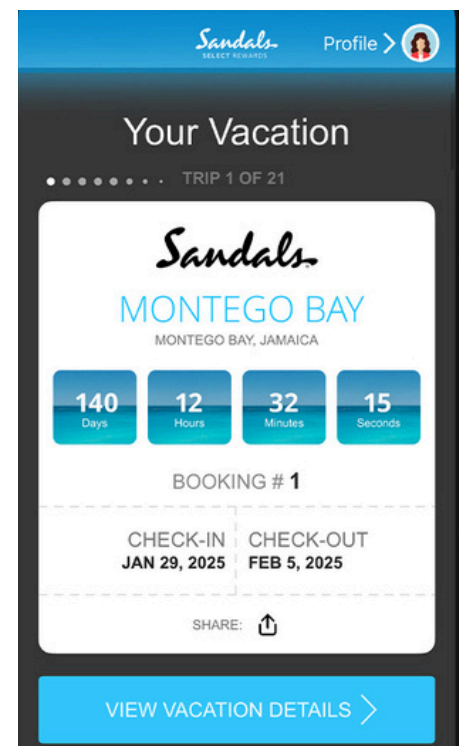 Sandals
SELECT REWARDS
Profile >
Your Vacation
TRIP 1 OF 21
Sandals
MONTEGO BAY
MONTEGO BAY, JAMAICA
140 12 32 15
Days Hours Minutes Seconds
BOOKING # 1
CHECK-IN CHECK-OUT
JAN 29, 2025 FEB 5, 2025
SHARE:
VIEW VACATION DETAILS >